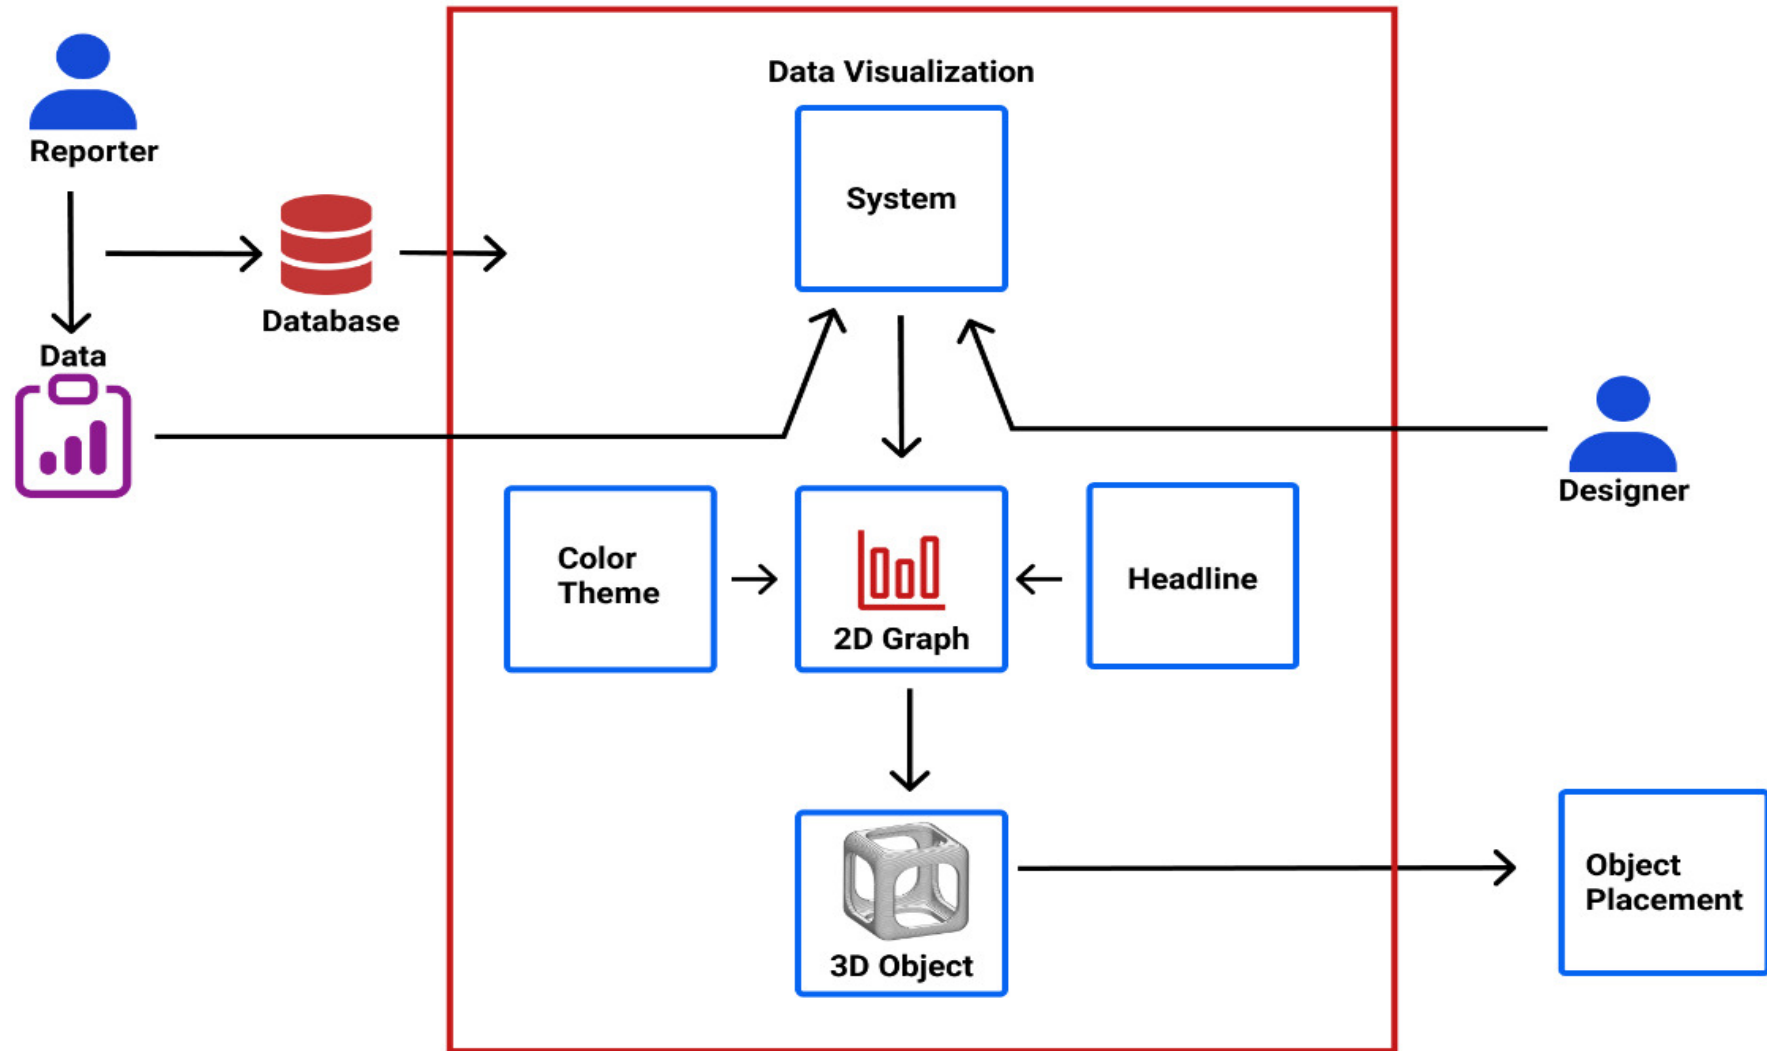 Data Visualization
Reporter
System
Database
Data
Designer
Color
Theme
2D Graph
Headline
3D Object
Object
Placement